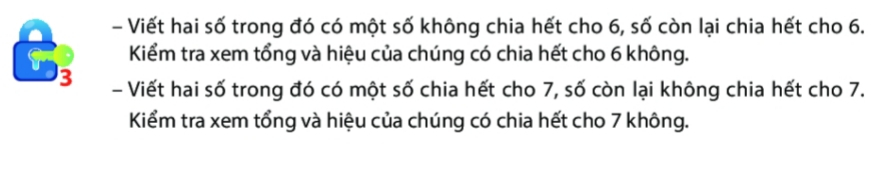 – Viết hai số trong đó có một số không chia hết cho 6, số còn lại chia hết cho 6.
Kiểm tra xem tổng và hiệu của chúng có chia hết cho 6 không.
3
– Viết hai số trong đó có một số chia hết cho 7, số còn lại không chia hết cho 7.
Kiểm tra xem tổng và hiệu của chúng có chia hết cho 7 không.